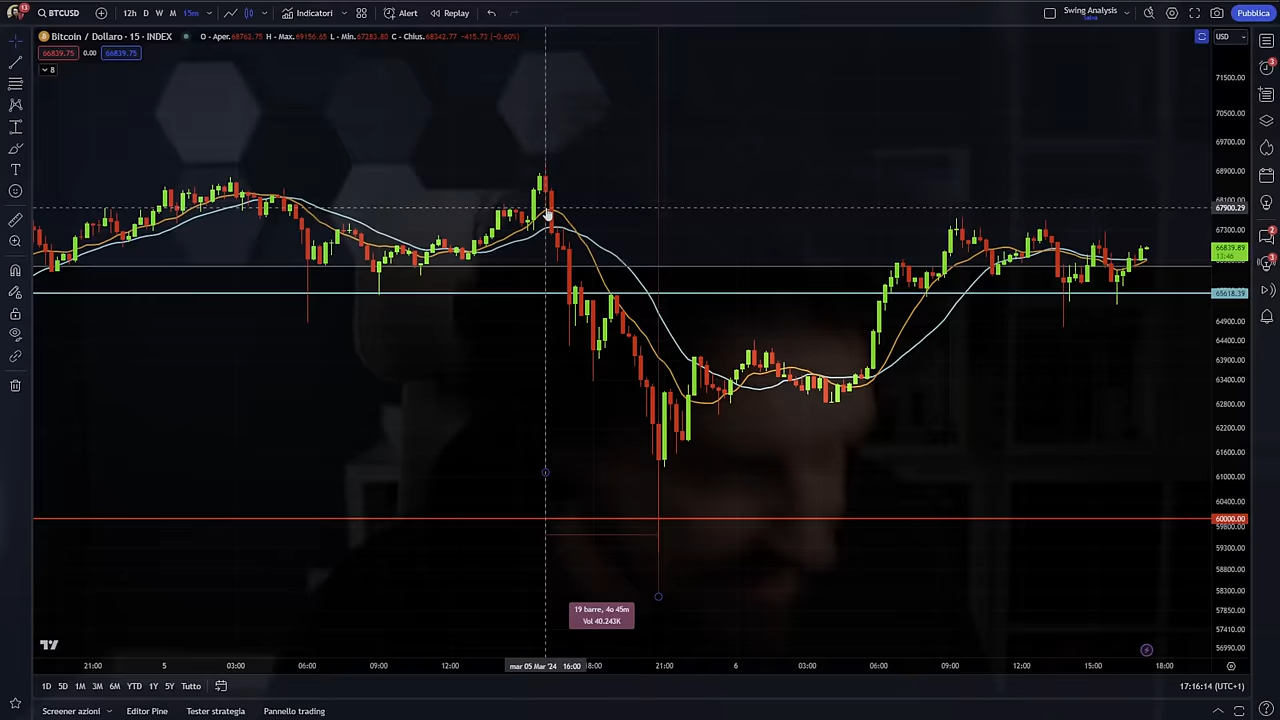 13
BTCUSD
12h D W M 15m
Indicatori
Alert
Replay
Swing Analysis
Salva
Pubblica
Bitcoin / Dollaro · 15 · INDEX
O - Aper.68762.75 H - Max.69156.65 L - Min.67283.80 C - Chius.68342.77 -415.73 (-0.60%)
66839.75 0.00 66839.75
8
USD
71500.00
70500.00
69700.00
68900.00
68100.00
67900.29
67300.00
66839.89
13:46
65618.39
64900.00
64400.00
63900.00
63400.00
62800.00
62200.00
61600.00
61000.00
60400.00
60000.00
59800.00
59300.00
58800.00
58300.00
57850.00
57410.00
56990.00
3
2
3
19 barre, 4o 45m
Vol 40.243K
21:00 5 03:00 06:00 09:00 12:00 mar 05 Mar '24 16:00 8:00 21:00 6 03:00 06:00 09:00 12:00 15:00 18:00
1D 5D 1M 3M 6M YTD 1Y 5Y Tutto
17:16:14 (UTC+1)
Screener azioni Editor Pine Tester strategia Pannello trading